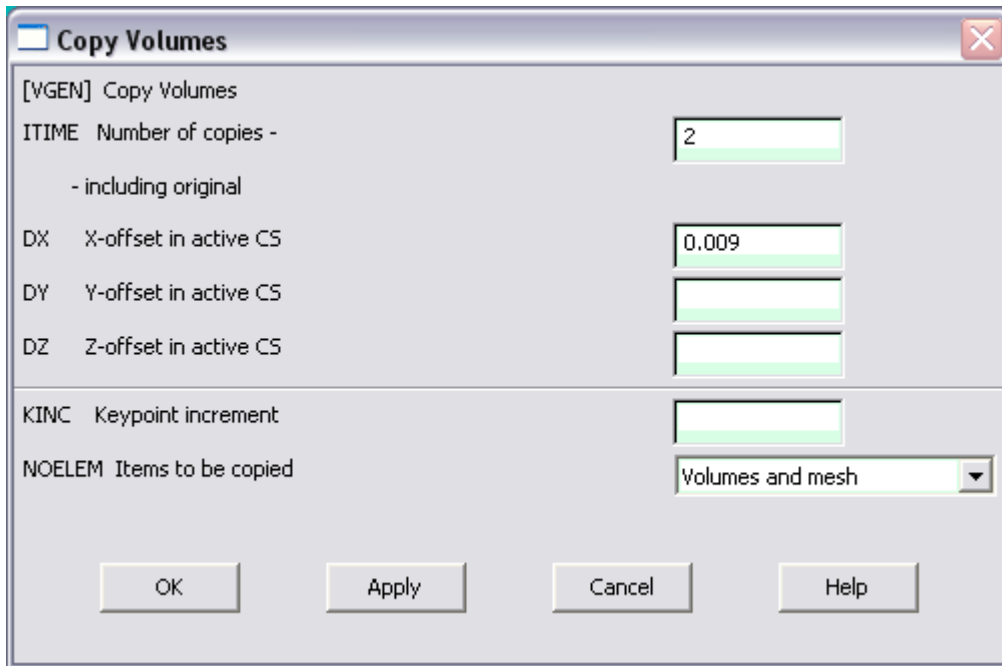 Copy Volumes
[VGEN] Copy Volumes
ITIME Number of copies - 2
- including original
DX X-offset in active CS 0.009
DY Y-offset in active CS
DZ Z-offset in active CS
KINC Keypoint increment
NOELEM Items to be copied Volumes and mesh
OK Apply Cancel Help